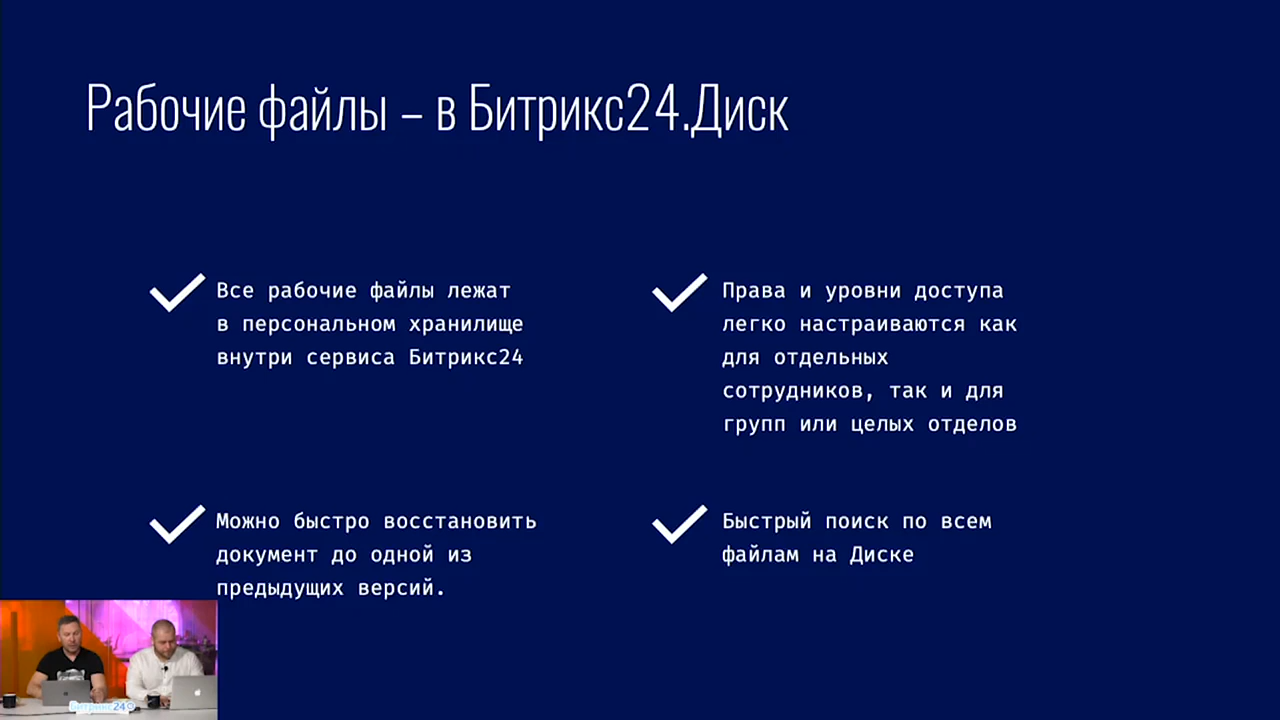 Рабочие файлы – в Битрикс24.Диск
Все рабочие файлы лежат
в персональном хранилище
внутри сервиса Битрикс24
Права и уровни доступа
легко настраиваются как
для отдельных
сотрудников, так и для
групп или целых отделов
Можно быстро восстановить
документ до одной из
предыдущих версий.
Быстрый поиск по всем
файлам на Диске
Битрикс24